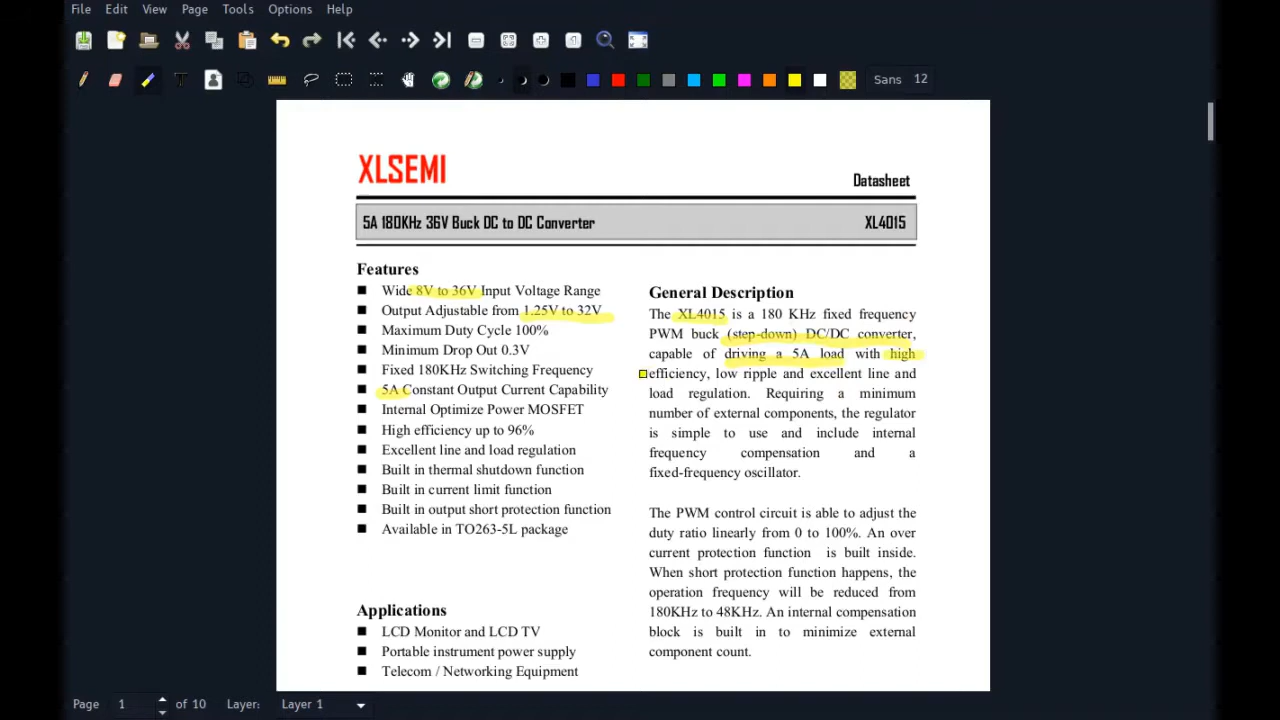 File Edit View Page Tools Options Help
Sans 12
XLSEMI
Datasheet
5A 180KHz 36V Buck DC to DC Converter XL4015
Features
■ Wide 8V to 36V Input Voltage Range
■ Output Adjustable from 1.25V to 32V
■ Maximum Duty Cycle 100%
■ Minimum Drop Out 0.3V
■ Fixed 180KHz Switching Frequency
■ 5A Constant Output Current Capability
■ Internal Optimize Power MOSFET
■ High efficiency up to 96%
■ Excellent line and load regulation
■ Built in thermal shutdown function
■ Built in current limit function
■ Built in output short protection function
■ Available in TO263-5L package
Applications
■ LCD Monitor and LCD TV
■ Portable instrument power supply
■ Telecom / Networking Equipment
General Description
The XL4015 is a 180 KHz fixed frequency
PWM buck (step-down) DC/DC converter,
capable of driving a 5A load with high
efficiency, low ripple and excellent line and
load regulation. Requiring a minimum
number of external components, the regulator
is simple to use and include internal
frequency compensation and a
fixed-frequency oscillator.
The PWM control circuit is able to adjust the
duty ratio linearly from 0 to 100%. An over
current protection function is built inside.
When short protection function happens, the
operation frequency will be reduced from
180KHz to 48KHz. An internal compensation
block is built in to minimize external
component count.
Page 1 of 10 Layer: Layer 1